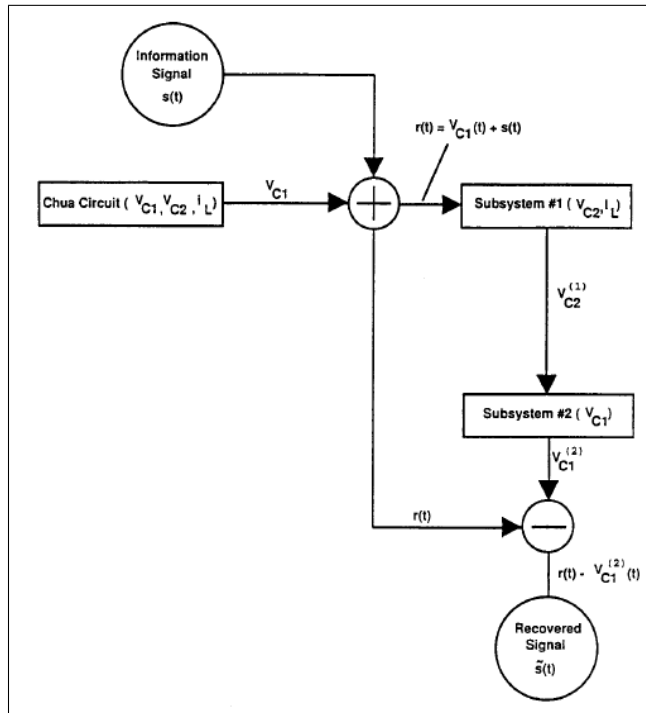 Information
Signal
s(t)
r(t) = V_C1(t) + s(t)
Chua Circuit ( V_C1, V_C2, i_L )
V_C1
Subsystem #1 ( V_C2, I_L )
V_C2^(1)
Subsystem #2 ( V_C1 )
V_C1^(2)
r(t)
r(t) - V_C1^(2) (t)
Recovered
Signal
s̃(t)